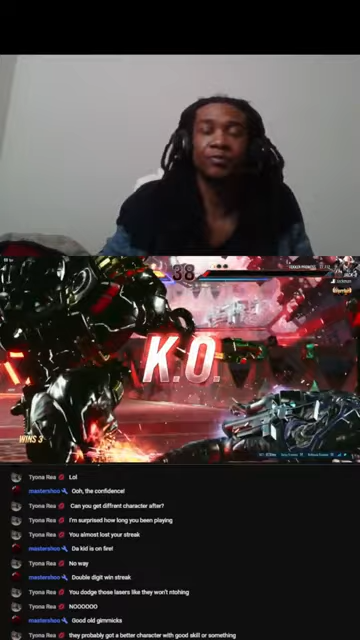 38
K.O.
WINS 3
Tyona Rea Lol
mastershoo Ooh, the confidence!
Tyona Rea Can you get diffrent character after?
Tyona Rea I'm surprised how long you been playing
Tyona Rea You almost lost your streak
mastershoo Da kid is on fire!
Tyona Rea No way
mastershoo Double digit win streak
Tyona Rea You dodge those lasers like they won't ntohing
Tyona Rea NOOOOOO
mastershoo Good old gimmicks
Tyona Rea they probably got a better character with good skill or something